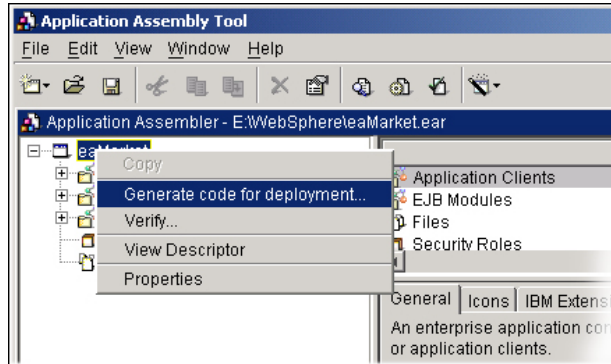 Application Assembly Tool
File Edit View Window Help
Application Assembler - E:\WebSphere\eaMarket.ear
eaMarket
Copy
Generate code for deployment...
Verify...
View Descriptor
Properties
Application Clients
EJB Modules
Files
Security Roles
General Icons IBM Extens
An enterprise application con
or application clients.